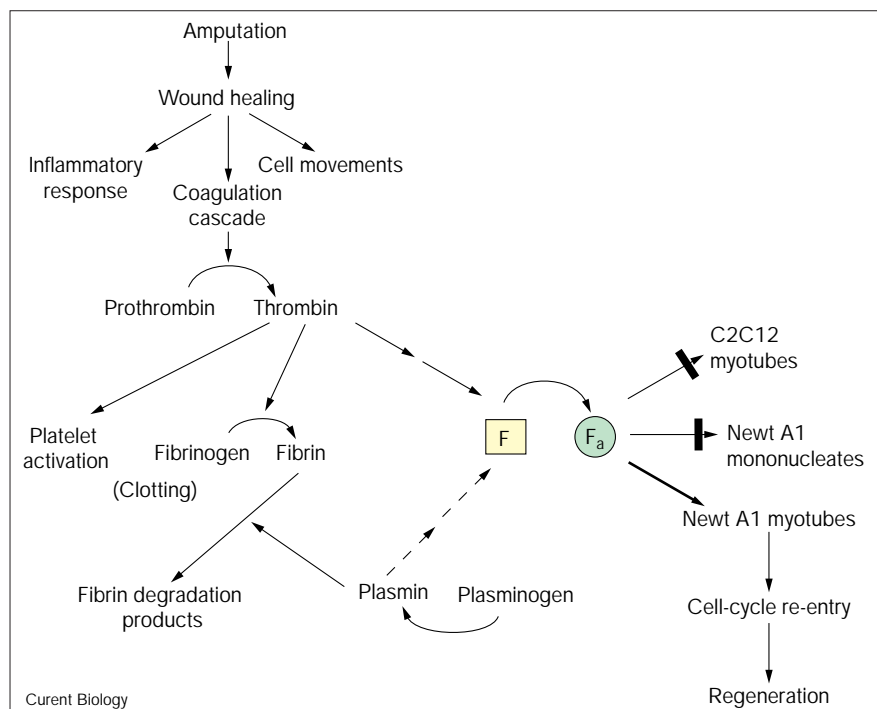 Amputation
Wound healing
Inflammatory
response
Cell movements
Coagulation
cascade
Prothrombin
Thrombin
C2C12
myotubes
Platelet
activation
Fibrinogen
Fibrin
(Clotting)
F
Fa
Newt A1
mononucleates
Newt A1 myotubes
Fibrin degradation
products
Plasmin
Plasminogen
Cell-cycle re-entry
Regeneration
Curent Biology